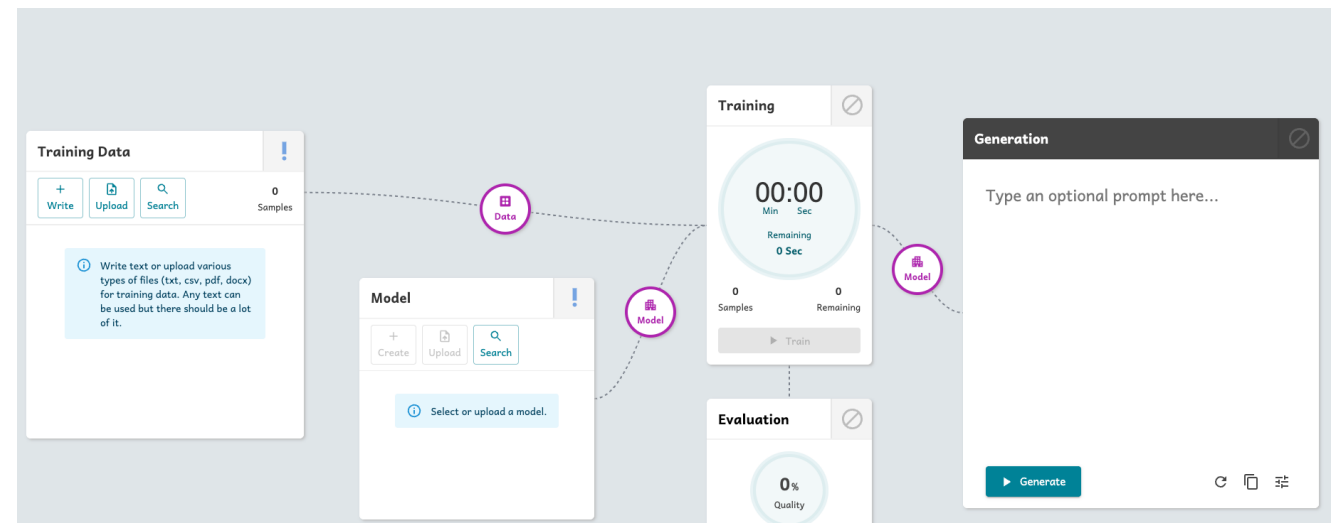 Training Data
Write
Upload
Search
0
Samples
Write text or upload various
types of files (txt, csv, pdf, docx)
for training data. Any text can
be used but there should be a lot
of it.
Data
Model
Create
Upload
Search
Select or upload a model.
Model
Training
00:00
Min Sec
Remaining
0 Sec
0
Samples
0
Remaining
Train
Evaluation
0%
Quality
Model
Generation
Type an optional prompt here...
Generate